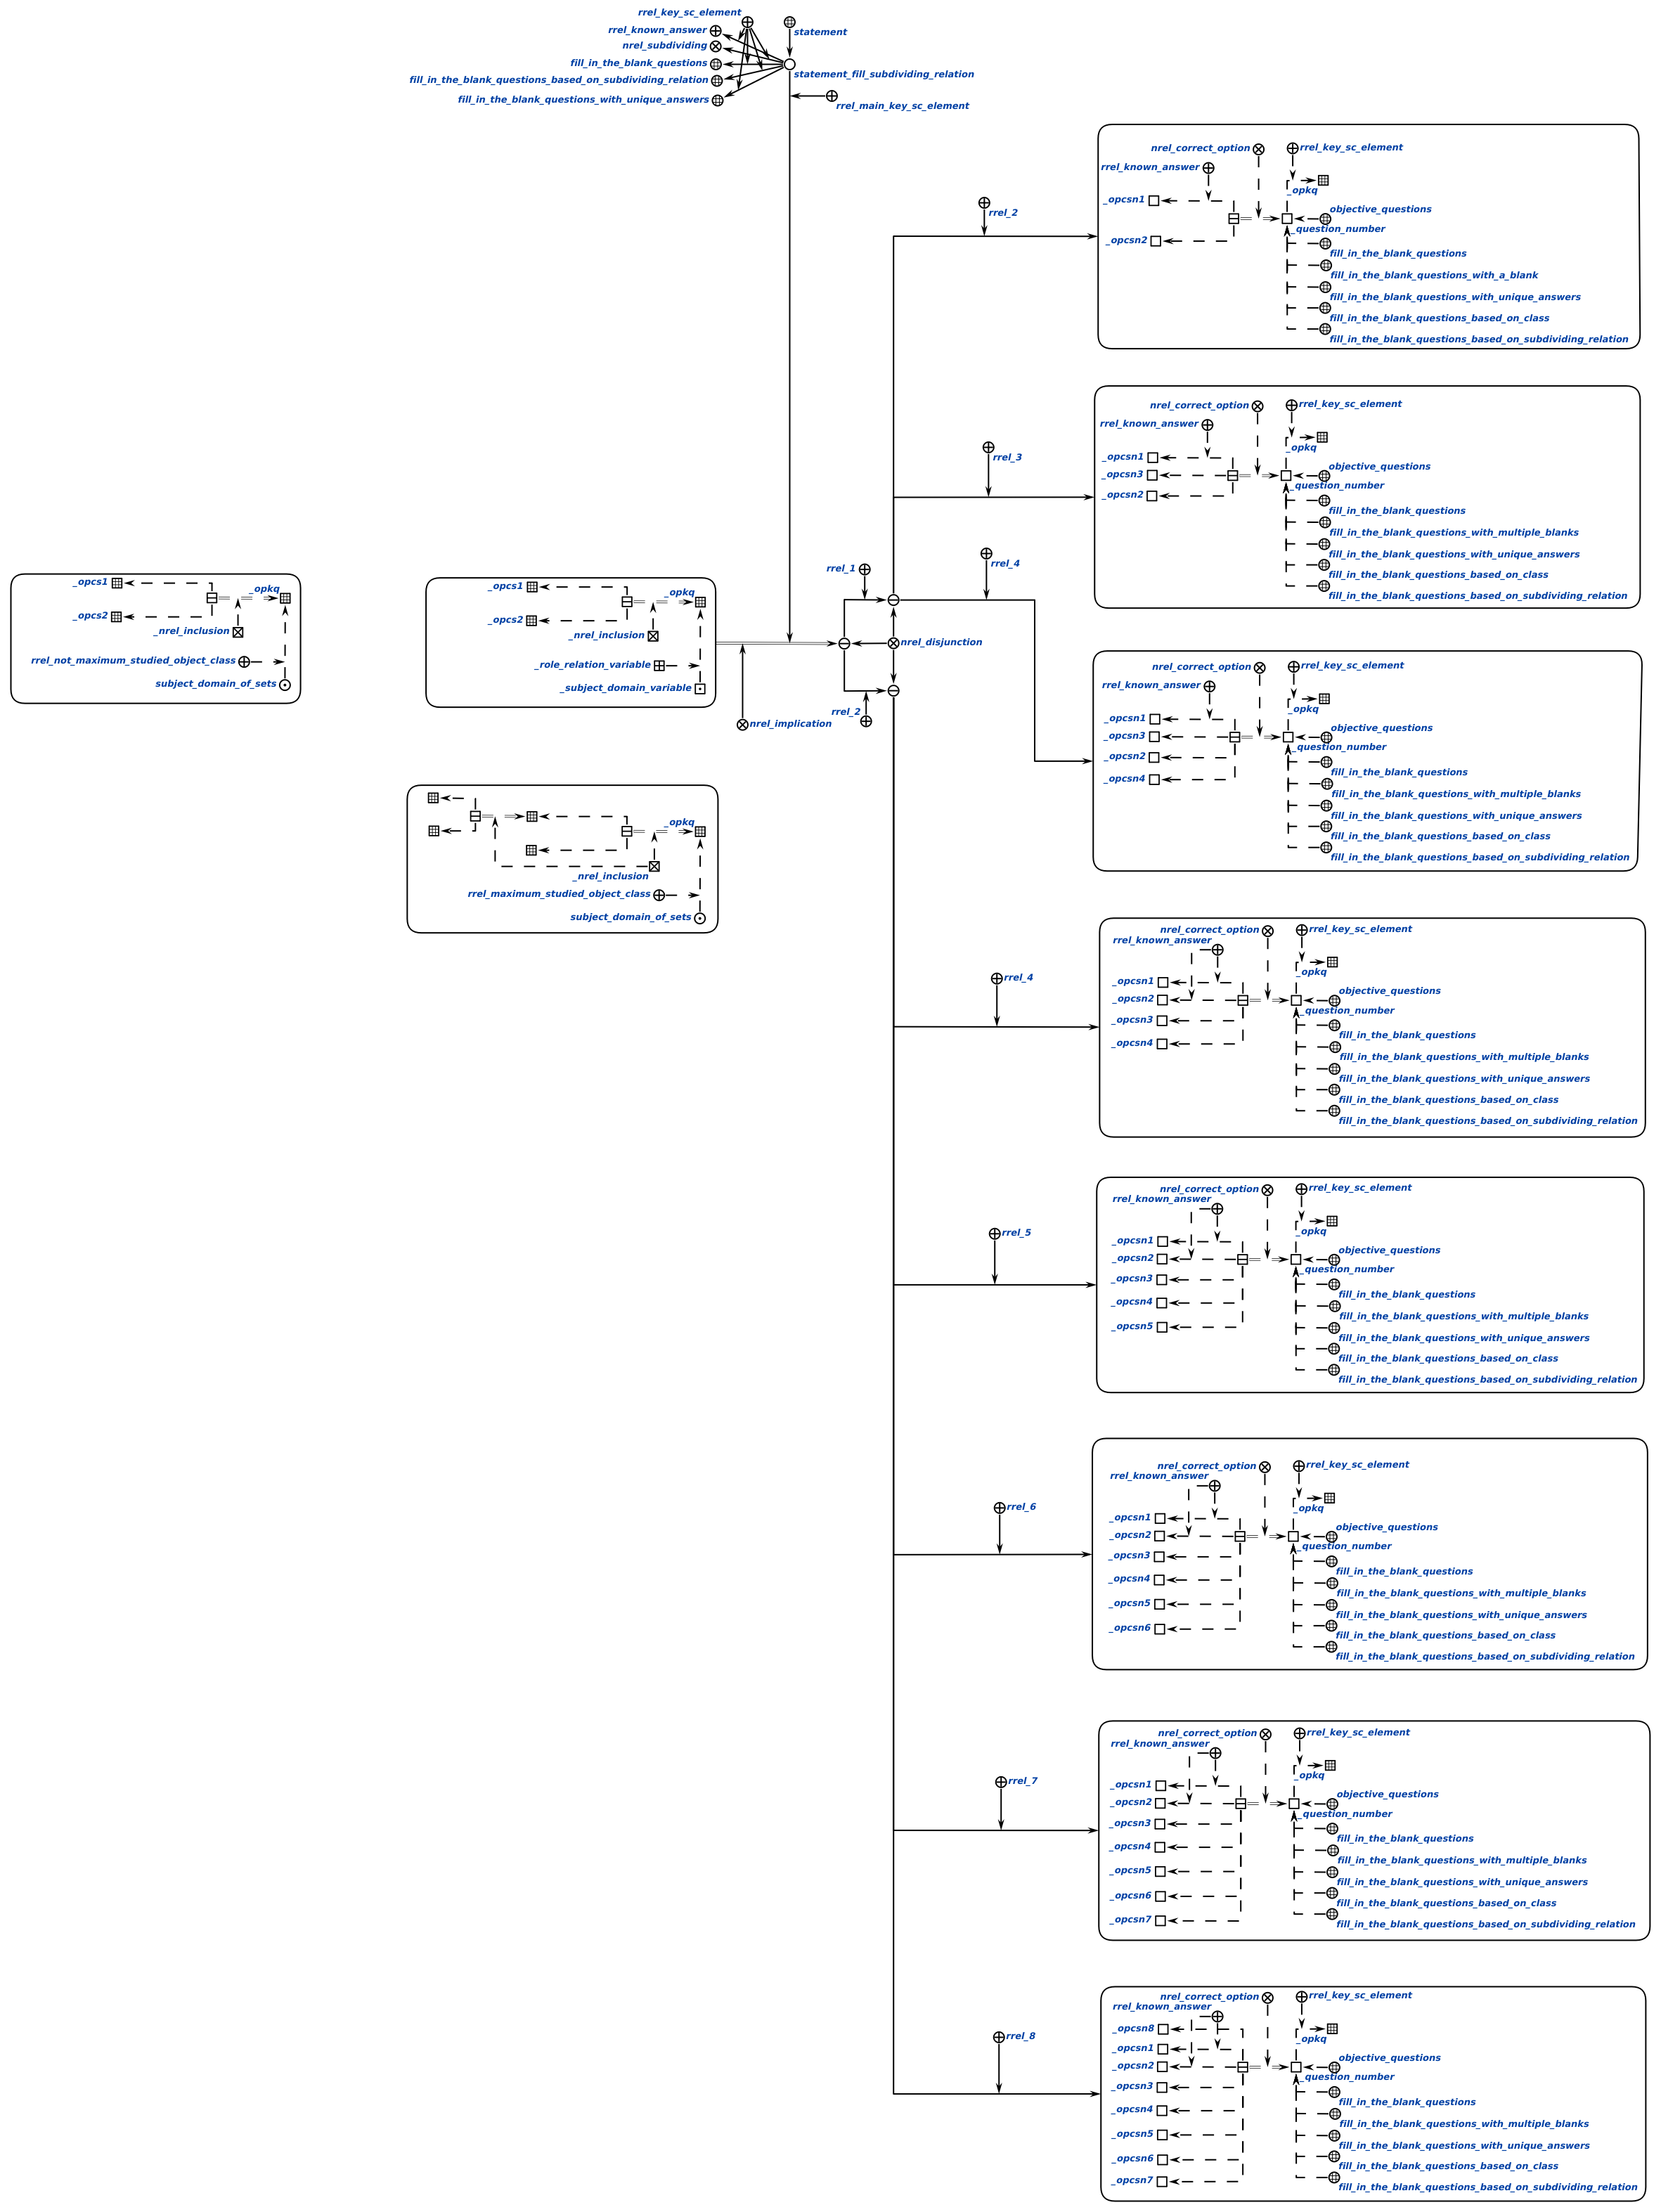 rrel_key_sc_element
rrel_known_answer
statement
nrel_subdividing
fill_in_the_blank_questions
statement_fill_subdividing_relation
fill_in_the_blank_questions_based_on_subdividing_relation
fill_in_the_blank_questions_with_unique_answers
rrel_main_key_sc_element
nrel_correct_option
rrel_key_sc_element
rrel_known_answer
_opkq
_opcsn1
objective_questions
rrel_2
_question_number
_opcsn2
fill_in_the_blank_questions
fill_in_the_blank_questions_with_a_blank
fill_in_the_blank_questions_with_unique_answers
fill_in_the_blank_questions_based_on_class
fill_in_the_blank_questions_based_on_subdividing_relation
nrel_correct_option
rrel_key_sc_element
rrel_known_answer
_opkq
rrel_3
_opcsn1
objective_questions
_opcsn3
_question_number
_opcsn2
fill_in_the_blank_questions
fill_in_the_blank_questions_with_multiple_blanks
fill_in_the_blank_questions_with_unique_answers
fill_in_the_blank_questions_based_on_class
fill_in_the_blank_questions_based_on_subdividing_relation
rrel_1
rrel_4
_opcs1
_opkq
_opcs2
_nrel_inclusion
rrel_not_maximum_studied_object_class
subject_domain_of_sets
_opcs1
_opkq
_opcs2
_nrel_inclusion
_role_relation_variable
_subject_domain_variable
nrel_disjunction
rrel_2
nrel_implication
nrel_correct_option
rrel_key_sc_element
rrel_known_answer
_opkq
_opcsn1
objective_questions
_opcsn3
_question_number
_opcsn2
fill_in_the_blank_questions
_opcsn4
fill_in_the_blank_questions_with_multiple_blanks
fill_in_the_blank_questions_with_unique_answers
fill_in_the_blank_questions_based_on_class
fill_in_the_blank_questions_based_on_subdividing_relation
_opkq
_nrel_inclusion
rrel_maximum_studied_object_class
subject_domain_of_sets
nrel_correct_option
rrel_key_sc_element
rrel_known_answer
_opkq
rrel_4
_opcsn1
objective_questions
_opcsn2
_question_number
_opcsn3
fill_in_the_blank_questions
_opcsn4
fill_in_the_blank_questions_with_multiple_blanks
fill_in_the_blank_questions_with_unique_answers
fill_in_the_blank_questions_based_on_class
fill_in_the_blank_questions_based_on_subdividing_relation
nrel_correct_option
rrel_key_sc_element
rrel_known_answer
rrel_5
_opkq
_opcsn1
objective_questions
_opcsn2
_question_number
_opcsn3
fill_in_the_blank_questions
_opcsn4
fill_in_the_blank_questions_with_multiple_blanks
_opcsn5
fill_in_the_blank_questions_with_unique_answers
fill_in_the_blank_questions_based_on_class
fill_in_the_blank_questions_based_on_subdividing_relation
nrel_correct_option
rrel_key_sc_element
rrel_known_answer
rrel_6
_opkq
_opcsn1
objective_questions
_opcsn2
_question_number
_opcsn3
fill_in_the_blank_questions
_opcsn4
fill_in_the_blank_questions_with_multiple_blanks
_opcsn5
fill_in_the_blank_questions_with_unique_answers
_opcsn6
fill_in_the_blank_questions_based_on_class
fill_in_the_blank_questions_based_on_subdividing_relation
nrel_correct_option
rrel_key_sc_element
rrel_known_answer
rrel_7
_opkq
_opcsn1
objective_questions
_opcsn2
_question_number
_opcsn3
fill_in_the_blank_questions
_opcsn4
fill_in_the_blank_questions_with_multiple_blanks
_opcsn5
fill_in_the_blank_questions_with_unique_answers
_opcsn6
fill_in_the_blank_questions_based_on_class
_opcsn7
fill_in_the_blank_questions_based_on_subdividing_relation
nrel_correct_option
rrel_key_sc_element
rrel_known_answer
rrel_8
_opcsn8
_opkq
_opcsn1
objective_questions
_opcsn2
_question_number
_opcsn3
fill_in_the_blank_questions
_opcsn4
fill_in_the_blank_questions_with_multiple_blanks
_opcsn5
fill_in_the_blank_questions_with_unique_answers
_opcsn6
fill_in_the_blank_questions_based_on_class
_opcsn7
fill_in_the_blank_questions_based_on_subdividing_relation